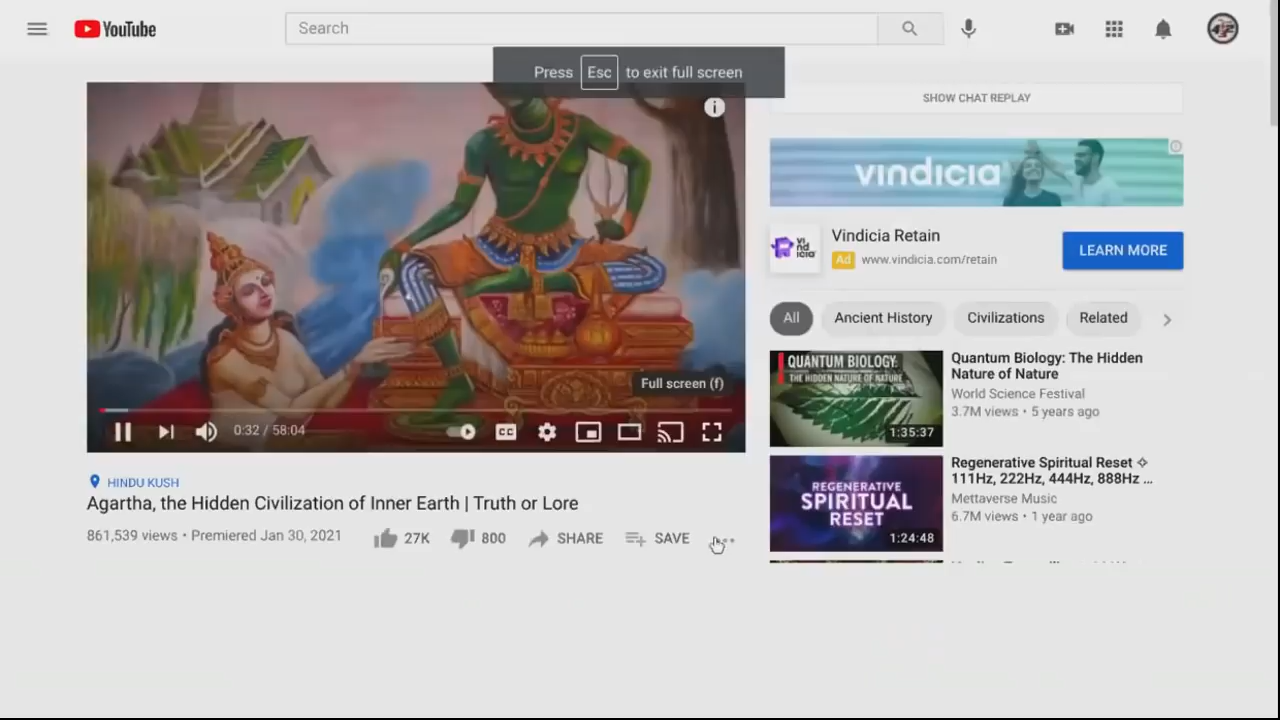 YouTube
Search
Press Esc to exit full screen
SHOW CHAT REPLAY
vindicia
Vindicia Retain
Ad www.vindicia.com/retain
LEARN MORE
All Ancient History Civilizations Related
QUANTUM BIOLOGY:
THE HIDDEN NATURE OF NATURE
1:35:37
Quantum Biology: The Hidden
Nature of Nature
World Science Festival
3.7M views • 5 years ago
REGENERATIVE
SPIRITUAL
RESET
1:24:48
Regenerative Spiritual Reset ✧
111Hz, 222Hz, 444Hz, 888Hz ...
Mettaverse Music
6.7M views • 1 year ago
Full screen (f)
0:32 / 58:04
CC
HINDU KUSH
Agartha, the Hidden Civilization of Inner Earth | Truth or Lore
861,539 views • Premiered Jan 30, 2021
27K 800 SHARE SAVE